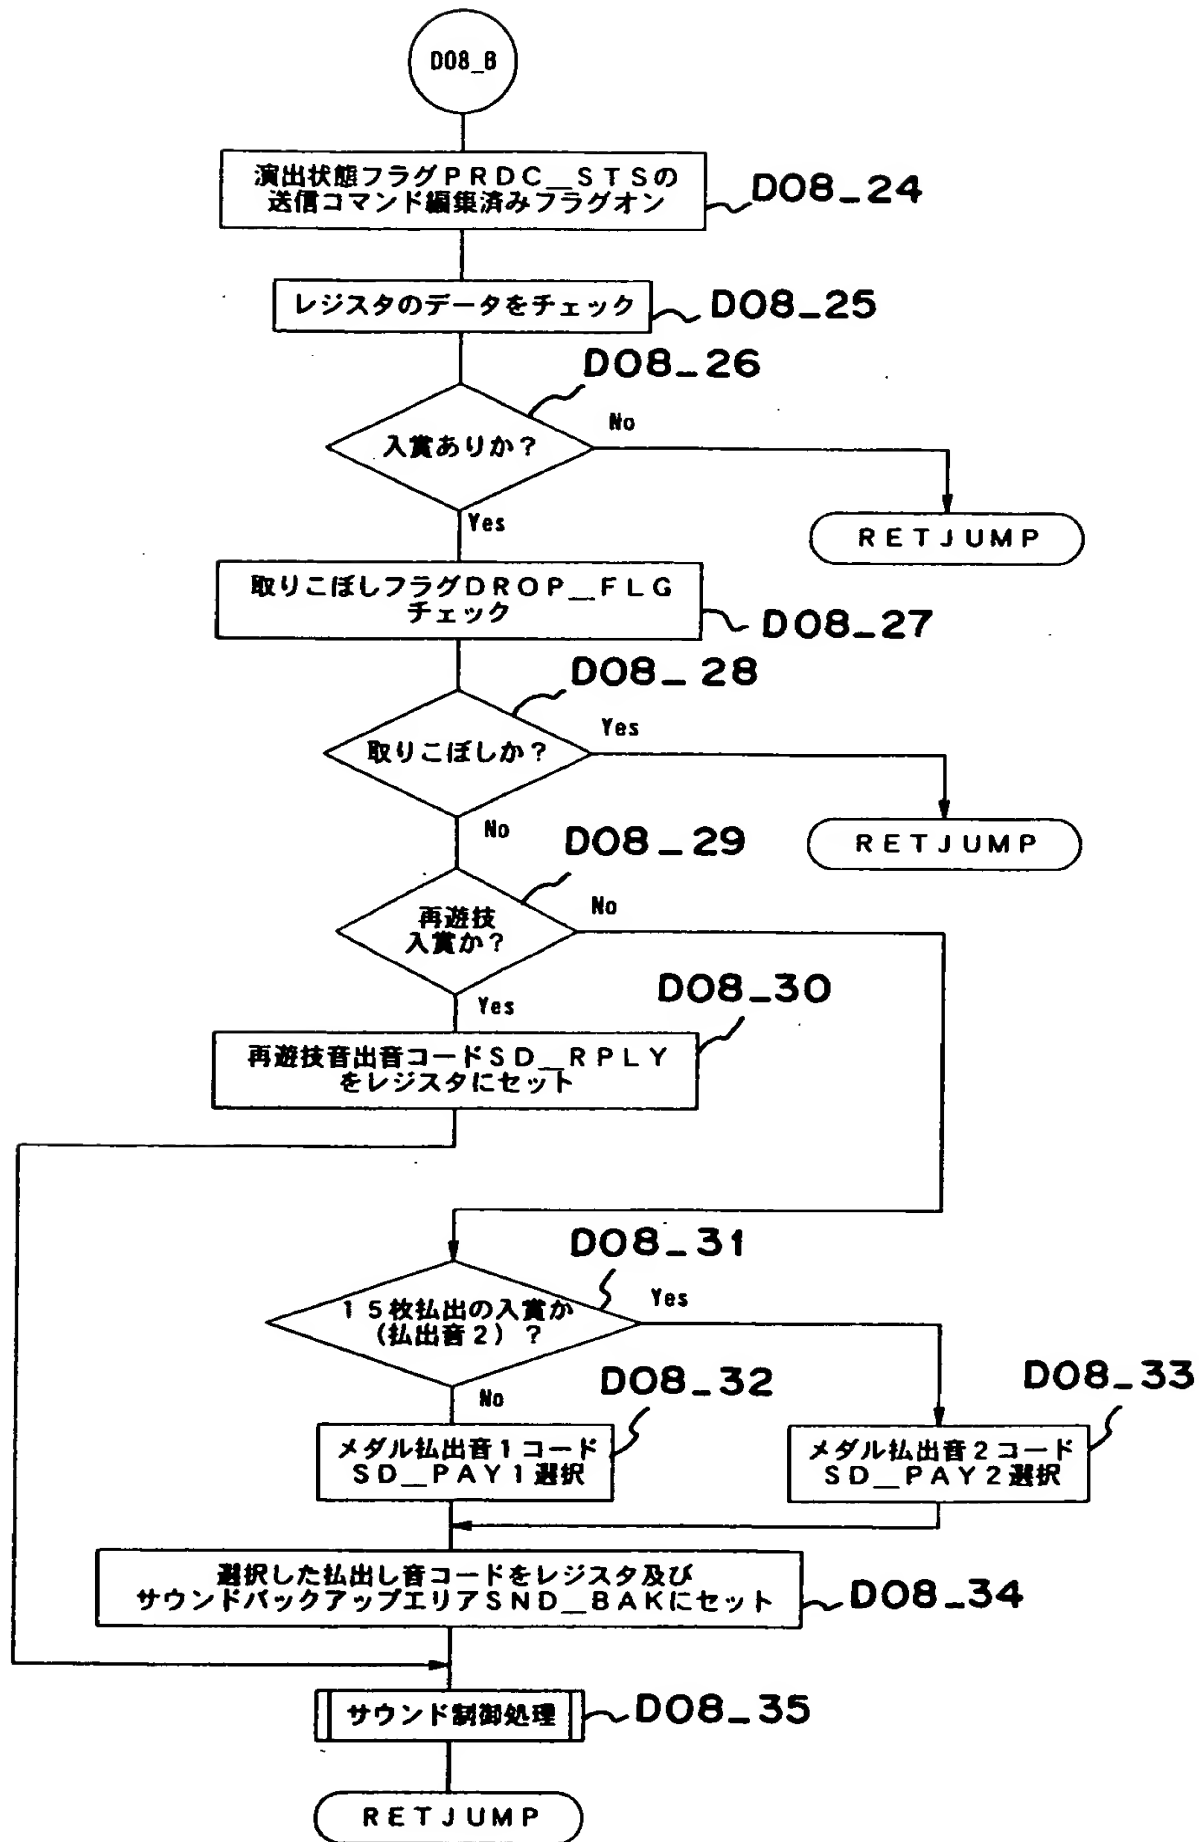 D08_B
演出状態フラグPRDC__STSの
送信コマンド編集済みフラグオン
D08_24
レジスタのデータをチェック
D08_25
D08_26
入賞ありか?
No
Yes
RETJUMP
取りこぼしフラグDROP__FLG
チェック
D08_27
D08_28
取りこぼしか?
Yes
No
RETJUMP
D08_29
再遊技
入賞か?
No
Yes
D08_30
再遊技音出音コードSD__RPLY
をレジスタにセット
D08_31
15枚払出の入賞か
(払出音2)?
Yes
No
D08_32
D08_33
メダル払出音1コード
SD__PAY1選択
メダル払出音2コード
SD__PAY2選択
選択した払出し音コードをレジスタ及び
サウンドバックアップエリアSND__BAKにセット
D08_34
サウンド制御処理
D08_35
RETJUMP